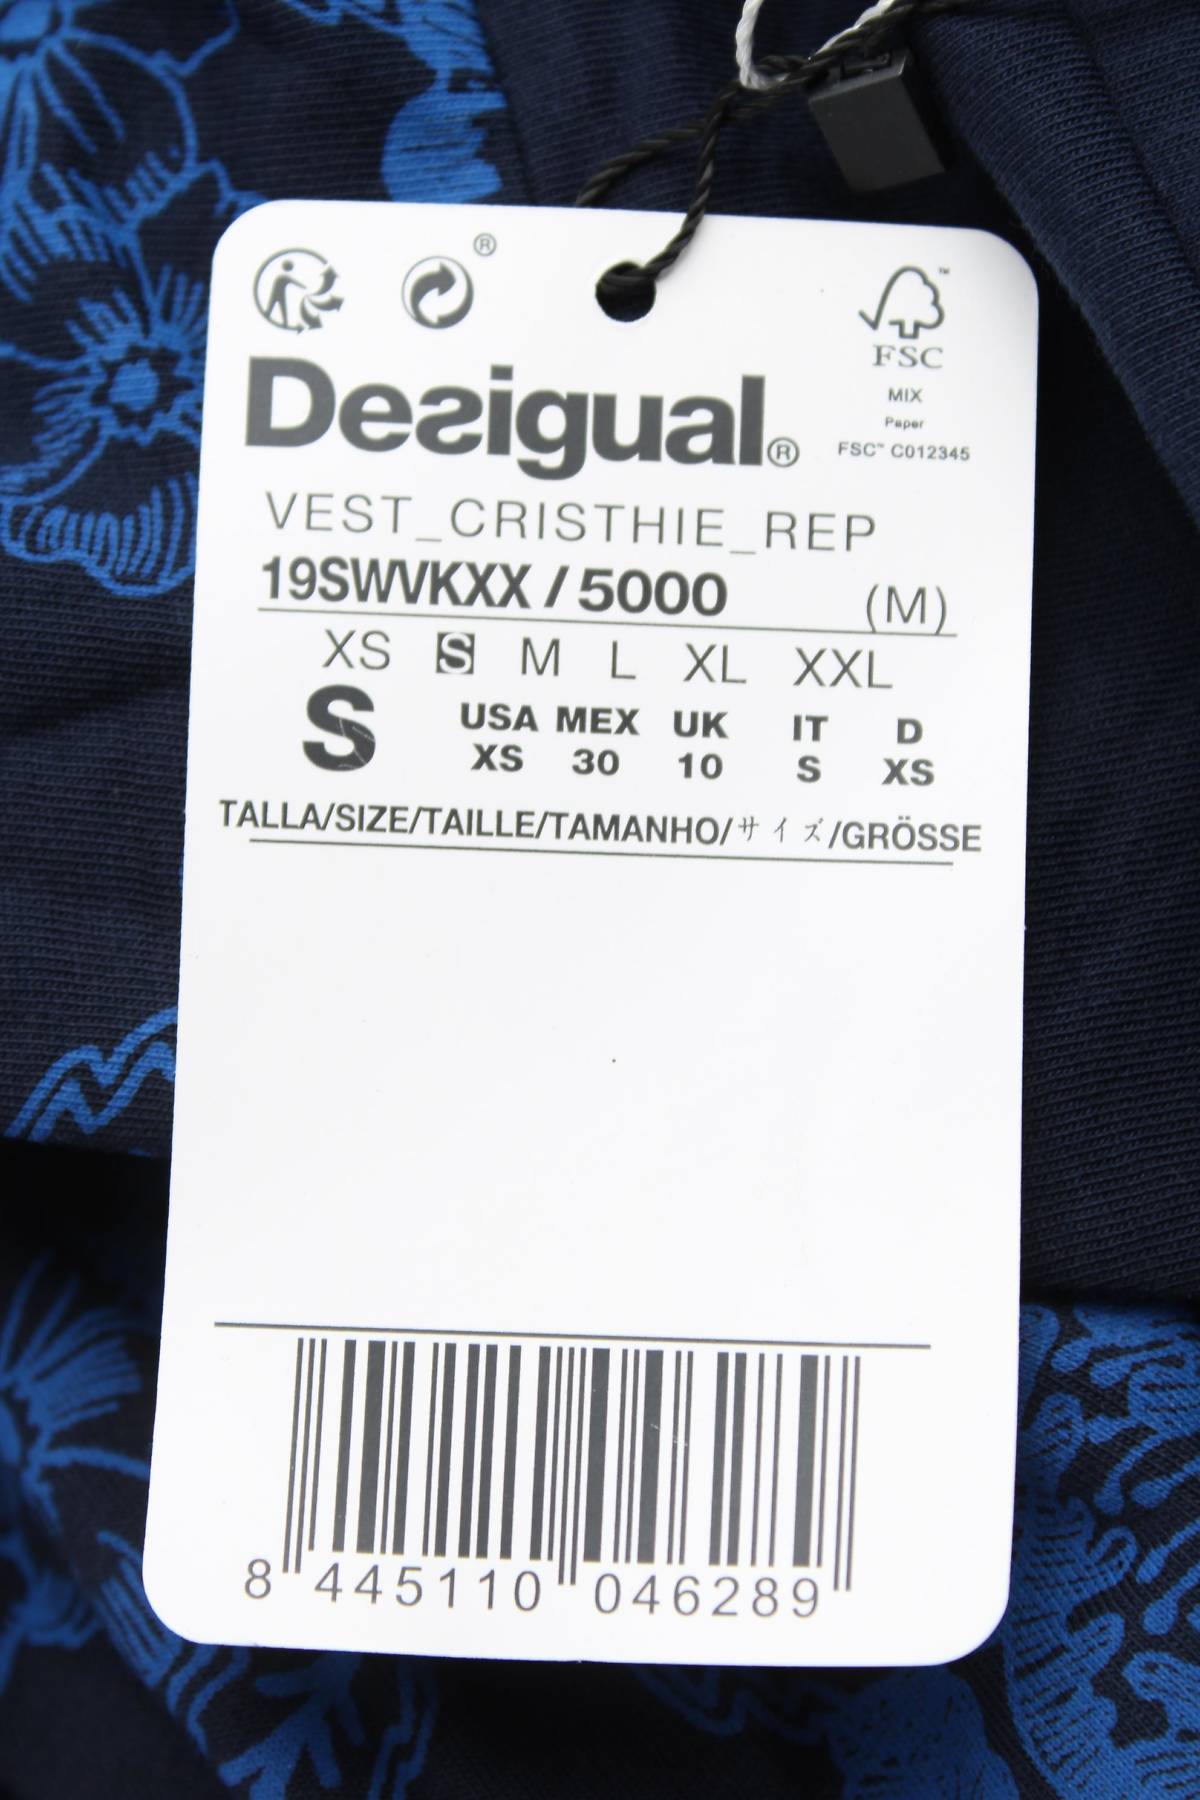 ®
Desigual®
FSC™
MIX
Paper
FSC™ C012345
VEST_CRISTHIE_REP
19SWVKXX / 5000 (M)
XS S M L XL XXL
S USA MEX UK IT D
XS 30 10 S XS
TALLA/SIZE/TAILLE/TAMANHO/サイズ/GRÖSSE
8 445110 046289